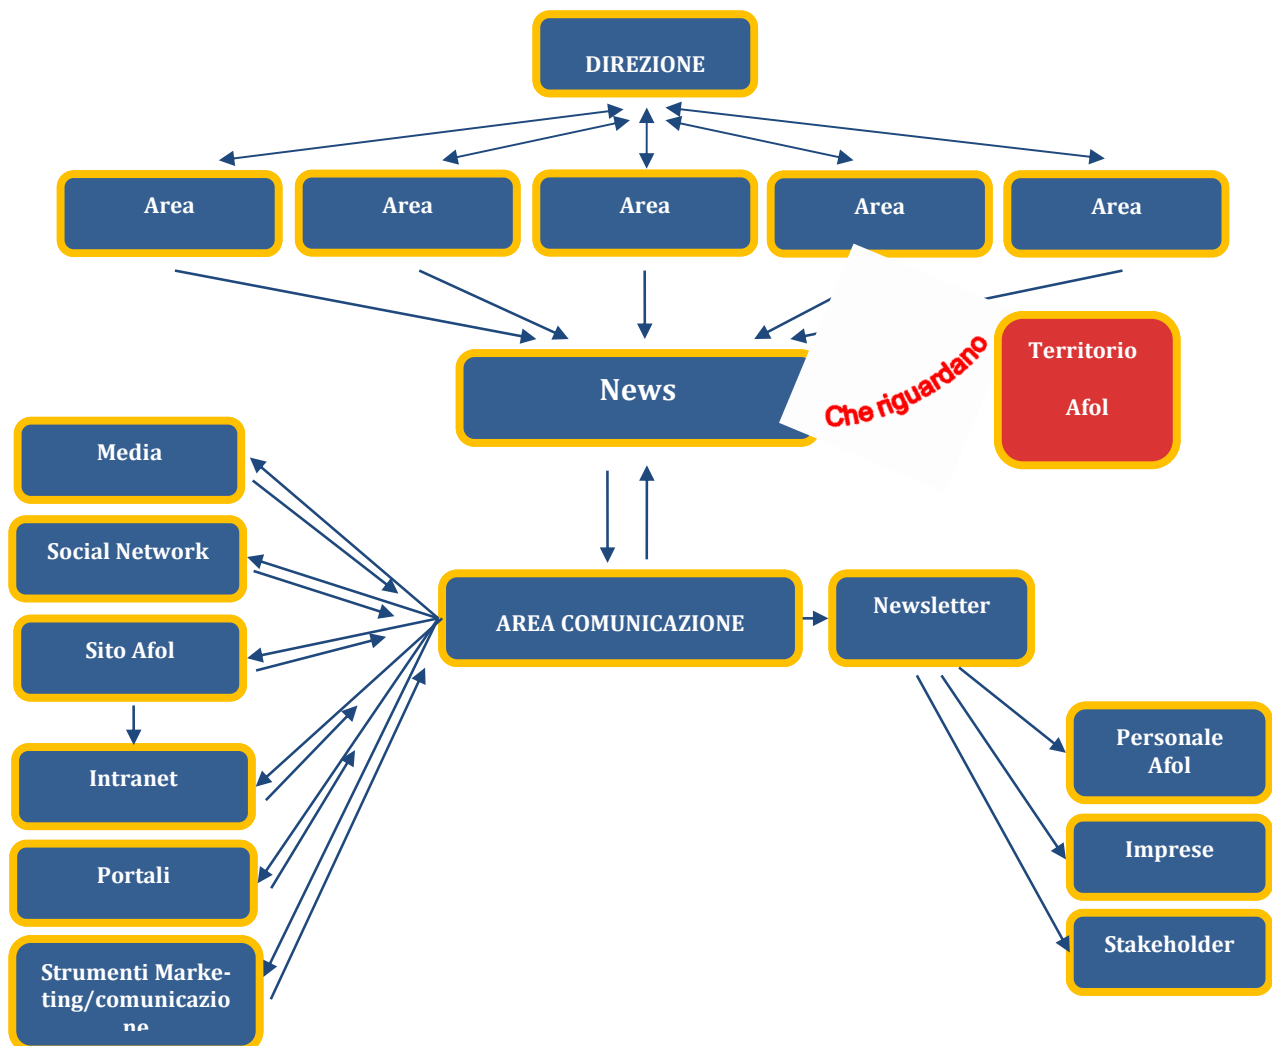 DIREZIONE
Area
Area
Area
Area
Area
News
Che riguardano
Territorio
Afol
Media
Social Network
Sito Afol
Intranet
Portali
Strumenti Marke-
ting/comunicazio
ne
AREA COMUNICAZIONE
Newsletter
Personale
Afol
Imprese
Stakeholder